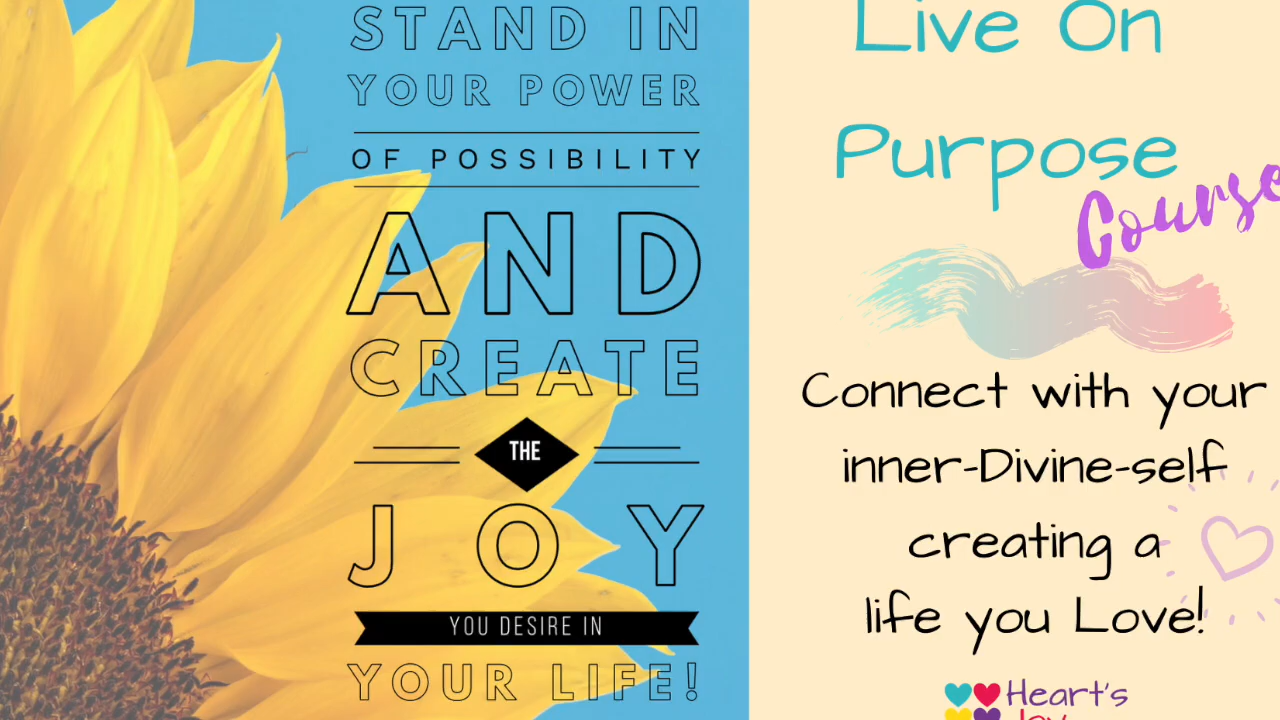 STAND IN
YOUR POWER
OF POSSIBILITY
AND
CREATE
THE
JOY
YOU DESIRE IN
YOUR LIFE!
Live On
Purpose
Course
Connect with your
inner-Divine-self
creating a
life you Love!
Heart's
Joy